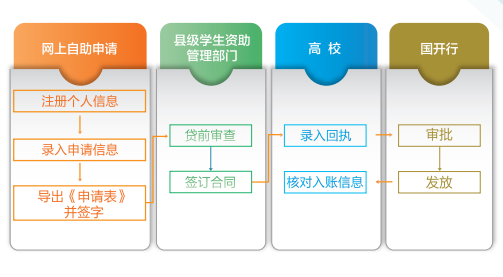 网上自助申请
注册个人信息
录入申请信息
导出《申请表》
并签字
县级学生资助
管理部门
贷前审查
签订合同
高 校
录入回执
核对入账信息
国开行
审批
发放